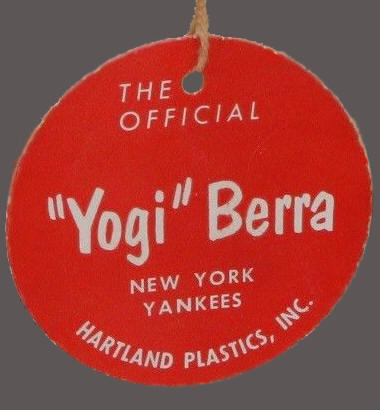 THE
OFFICIAL
"Yogi" Berra
NEW YORK
YANKEES
HARTLAND PLASTICS, INC.